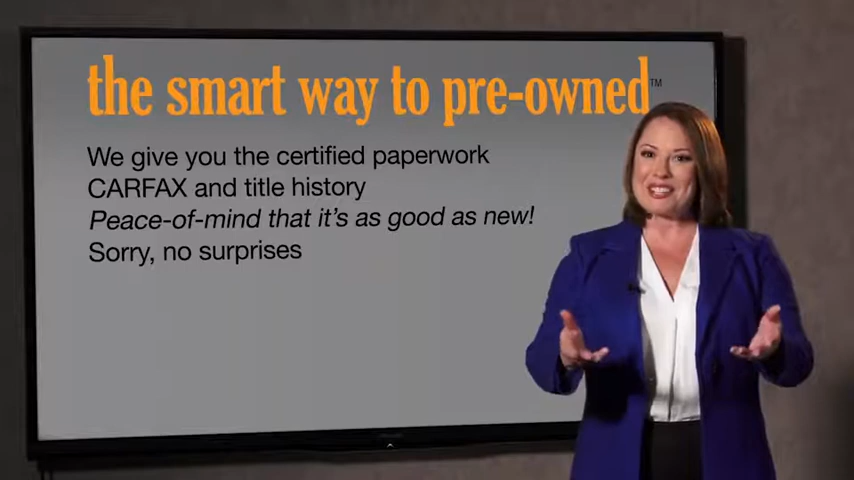 the smart way to pre-owned™
We give you the certified paperwork
CARFAX and title history
Peace-of-mind that it's as good as new!
Sorry, no surprises